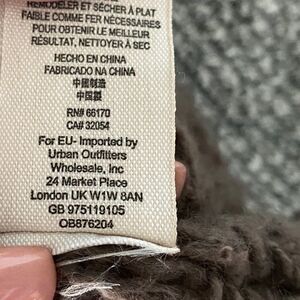 REMODELER ET SÉCHER À PLAT
FAIBLE COMME FER NÉCESSAIRES
POUR OBTENIR LE MEILLEUR
RÉSULTAT, NETTOYER À SEC
HECHO EN CHINA
FABRICADO NA CHINA
中國制造
中国製
RN# 66170
CA# 32054
For EU- Imported by
Urban Outfitters
Wholesale, Inc
24 Market Place
London UK W1W 8AN
GB 975119105
OB876204